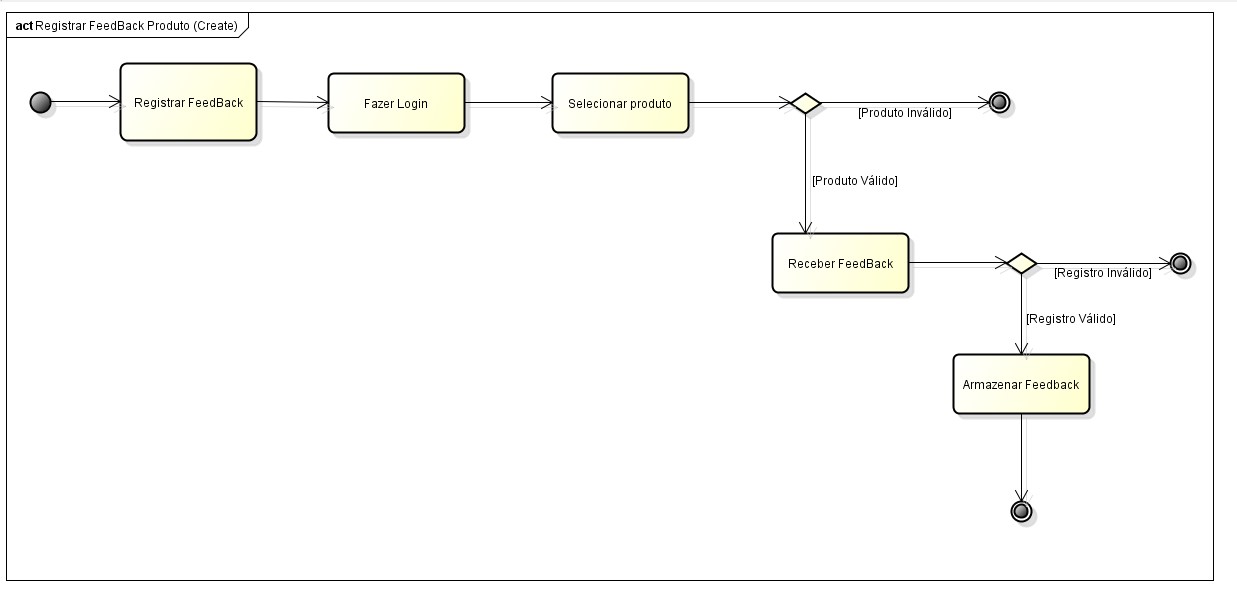 act Registrar FeedBack Produto (Create)
Registrar FeedBack
Fazer Login
Selecionar produto
[Produto Inválido]
[Produto Válido]
Receber FeedBack
[Registro Inválido]
[Registro Válido]
Armazenar Feedback